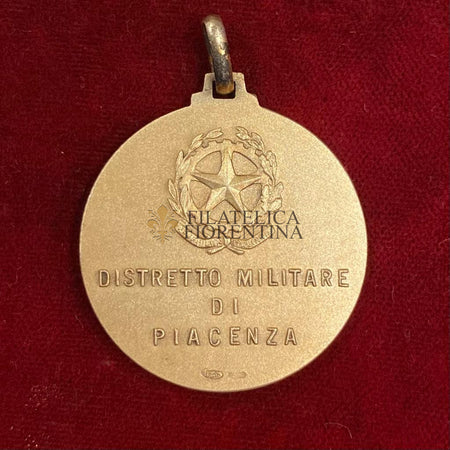 FILATELICA
FIORENTINA
DISTRETTO MILITARE
DI
PIACENZA